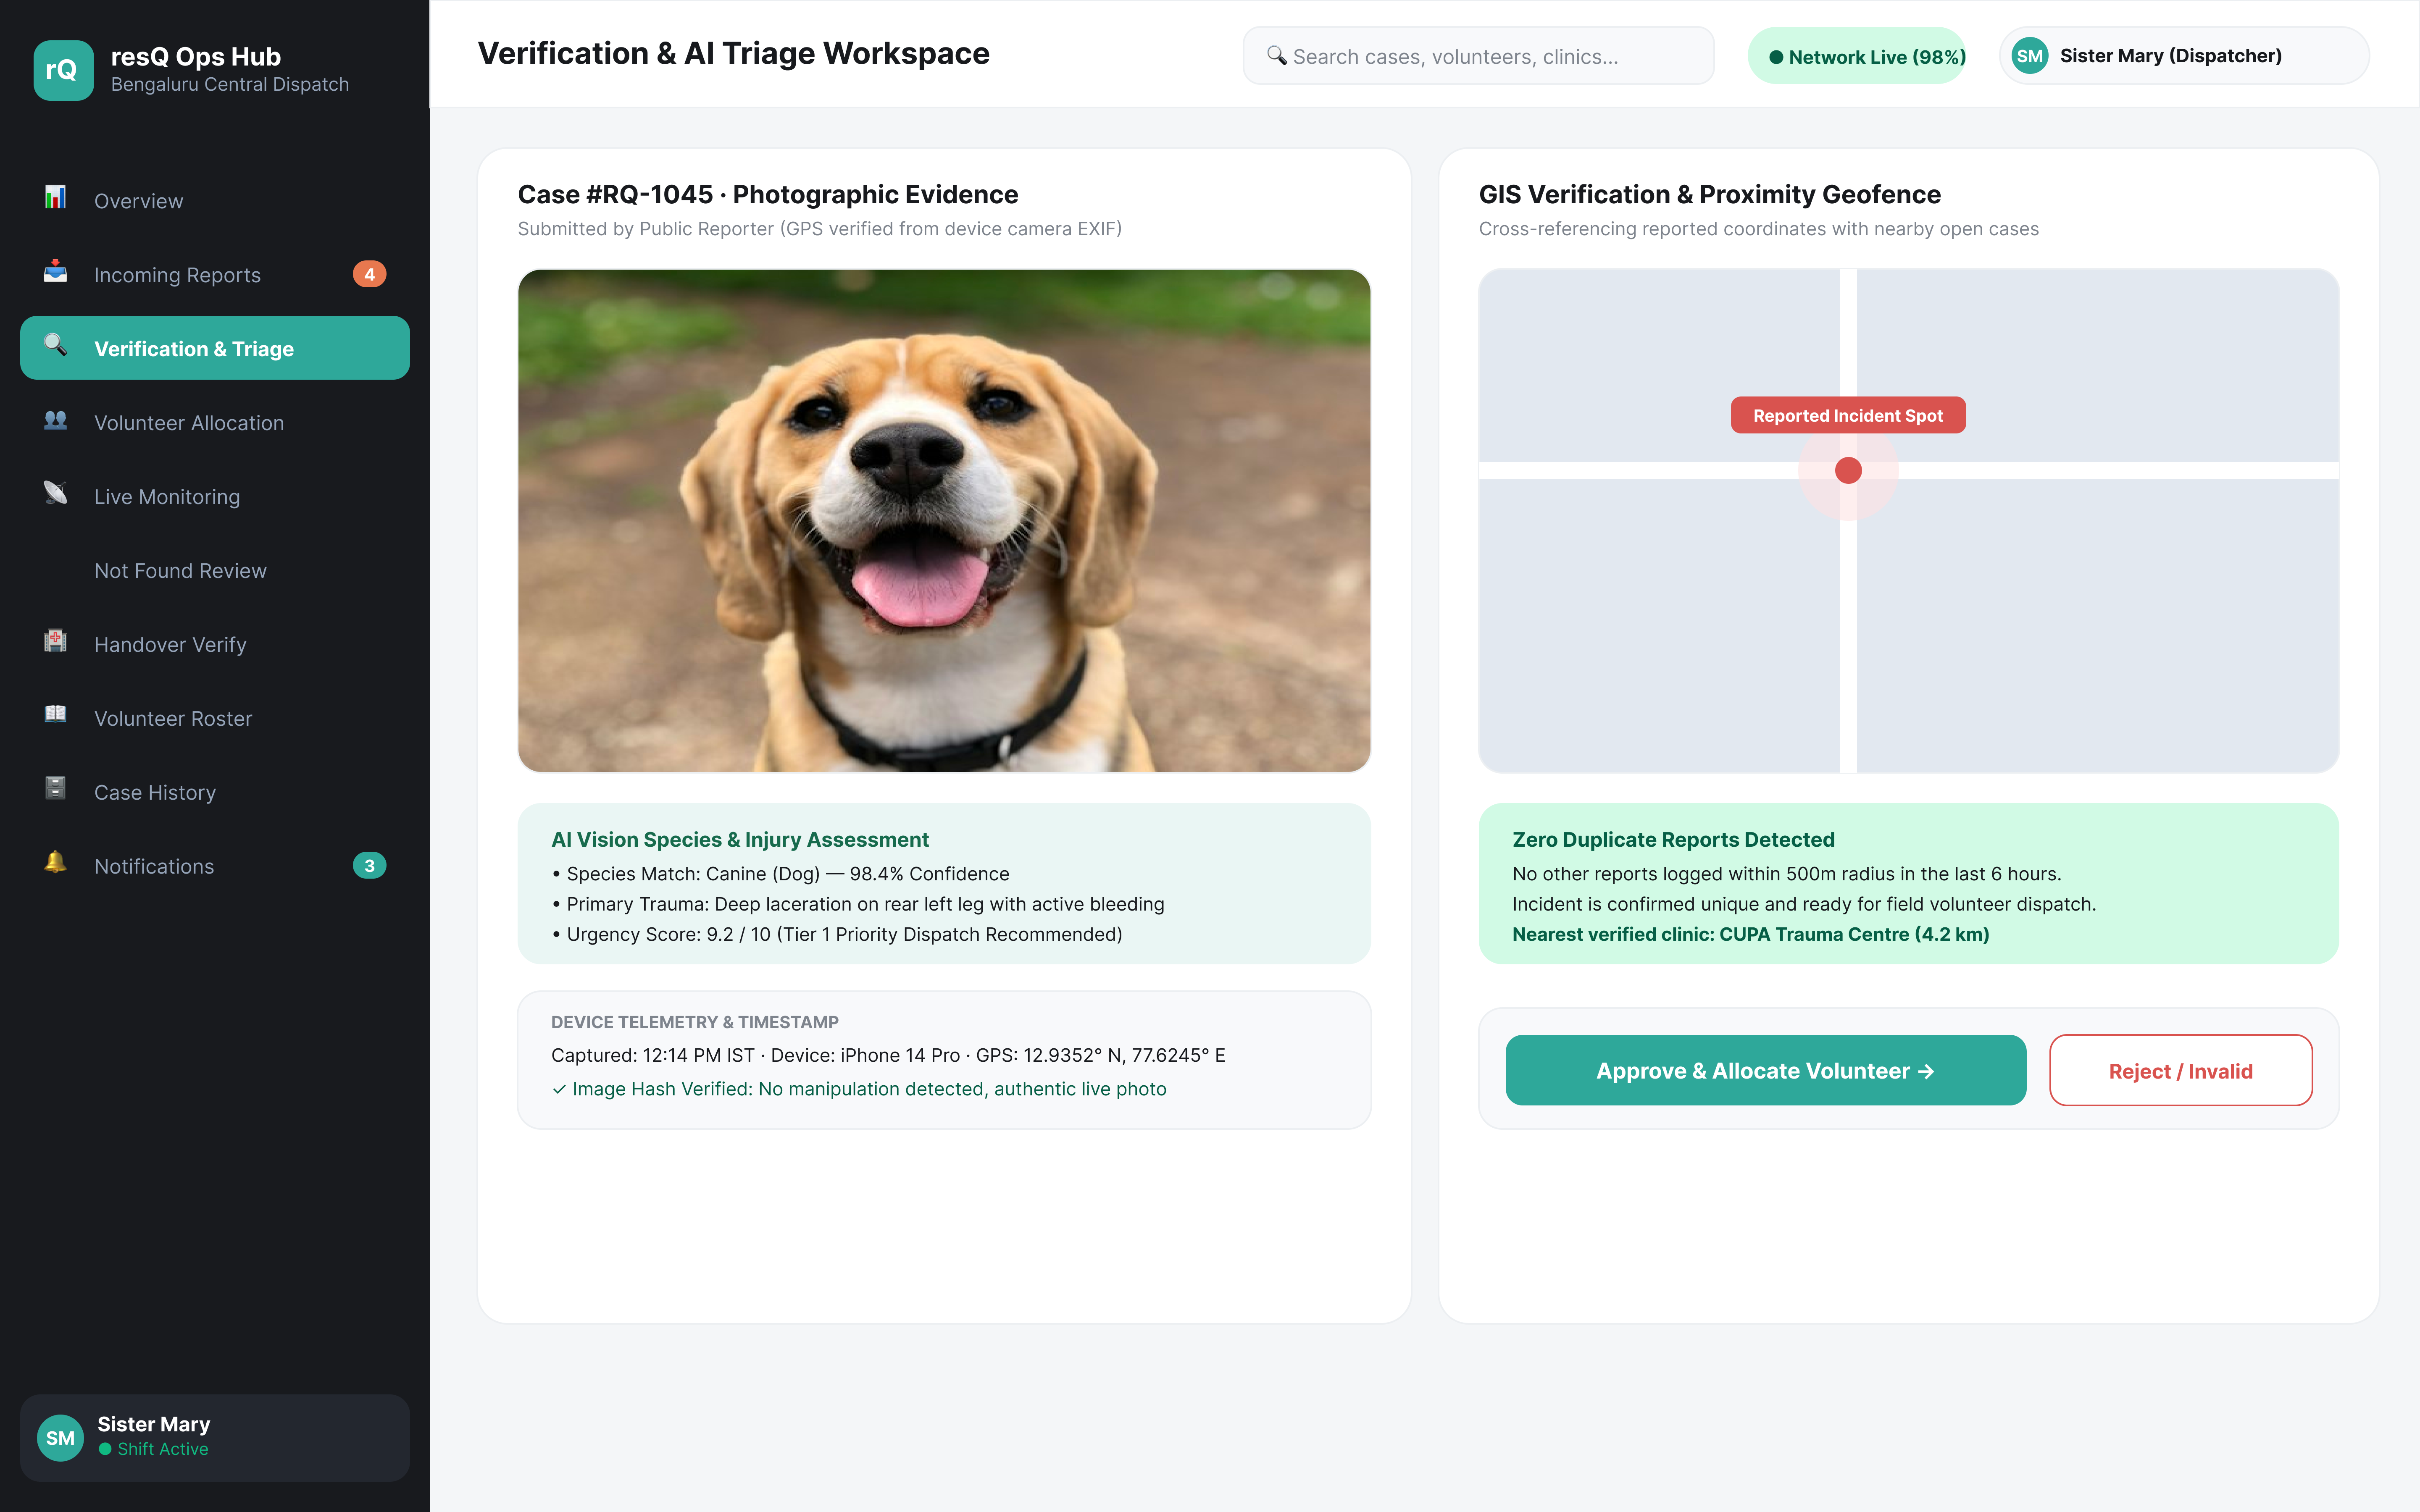 rQ
resQ Ops Hub
Bengaluru Central Dispatch
Overview
Incoming Reports 4
Verification & Triage
Volunteer Allocation
Live Monitoring
Not Found Review
Handover Verify
Volunteer Roster
Case History
Notifications 3
SM
Sister Mary
● Shift Active
Verification & AI Triage Workspace
🔍 Search cases, volunteers, clinics...
● Network Live (98%)
SM Sister Mary (Dispatcher)
Case #RQ-1045 · Photographic Evidence
Submitted by Public Reporter (GPS verified from device camera EXIF)
AI Vision Species & Injury Assessment
• Species Match: Canine (Dog) — 98.4% Confidence
• Primary Trauma: Deep laceration on rear left leg with active bleeding
• Urgency Score: 9.2 / 10 (Tier 1 Priority Dispatch Recommended)
DEVICE TELEMETRY & TIMESTAMP
Captured: 12:14 PM IST · Device: iPhone 14 Pro · GPS: 12.9352° N, 77.6245° E
✓ Image Hash Verified: No manipulation detected, authentic live photo
GIS Verification & Proximity Geofence
Cross-referencing reported coordinates with nearby open cases
Reported Incident Spot
Zero Duplicate Reports Detected
No other reports logged within 500m radius in the last 6 hours.
Incident is confirmed unique and ready for field volunteer dispatch.
Nearest verified clinic: CUPA Trauma Centre (4.2 km)
Approve & Allocate Volunteer →
Reject / Invalid